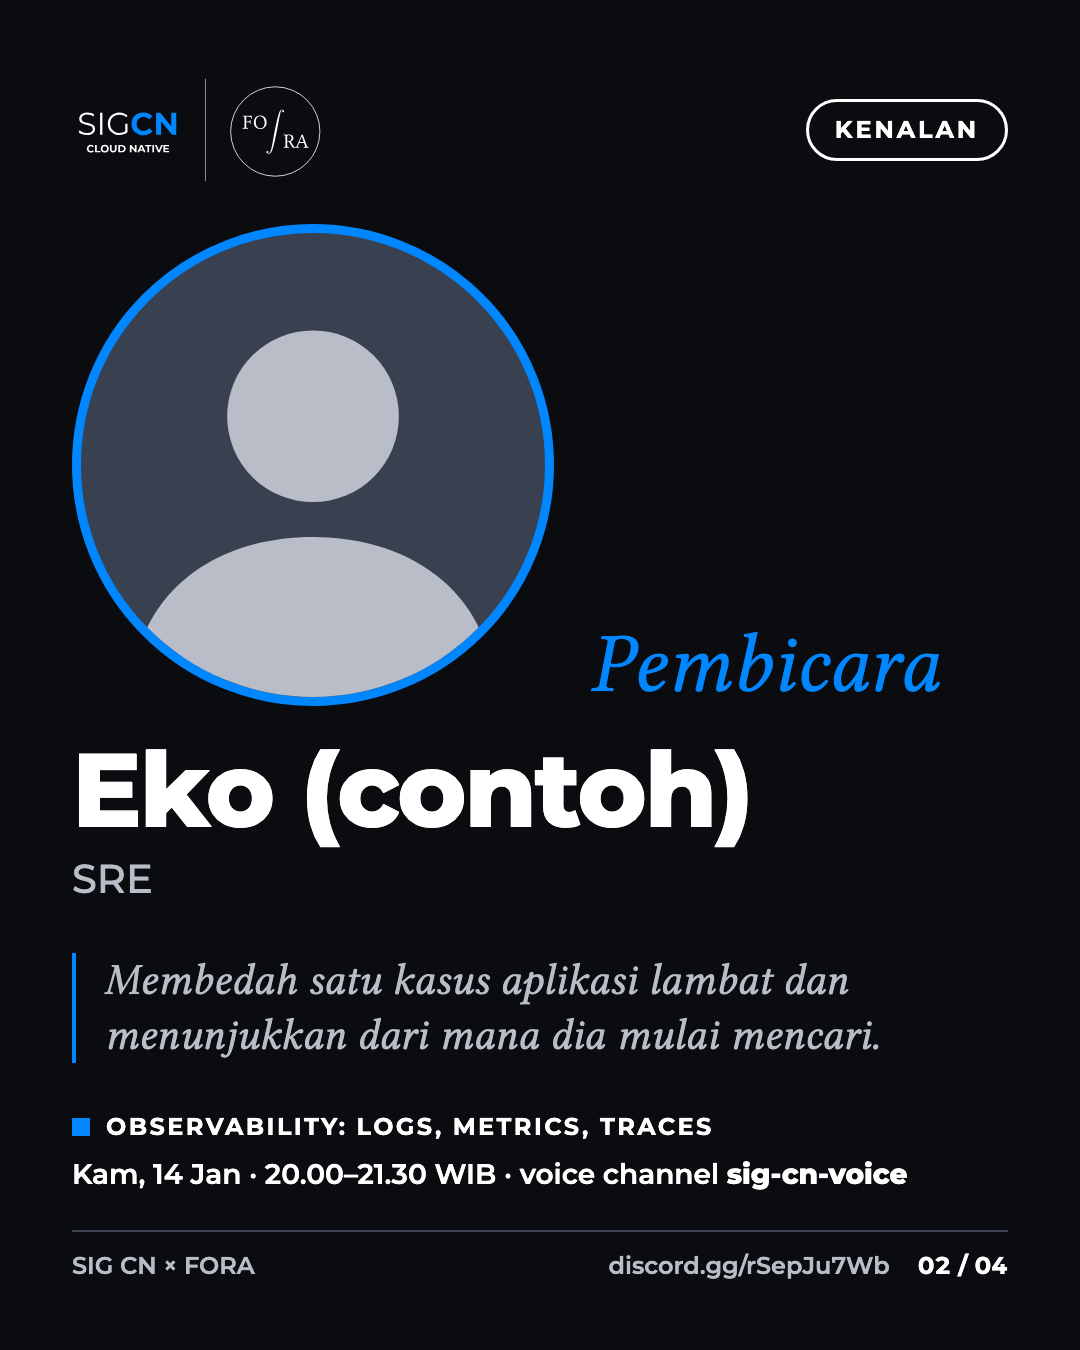 SIGCN
CLOUD NATIVE
FO
RA
KENALAN
Pembicara
Eko (contoh)
SRE
Membedah satu kasus aplikasi lambat dan
menunjukkan dari mana dia mulai mencari.
OBSERVABILITY: LOGS, METRICS, TRACES
Kam, 14 Jan · 20.00–21.30 WIB · voice channel sig-cn-voice
SIG CN × FORA
discord.gg/rSepJu7Wb
02 / 04